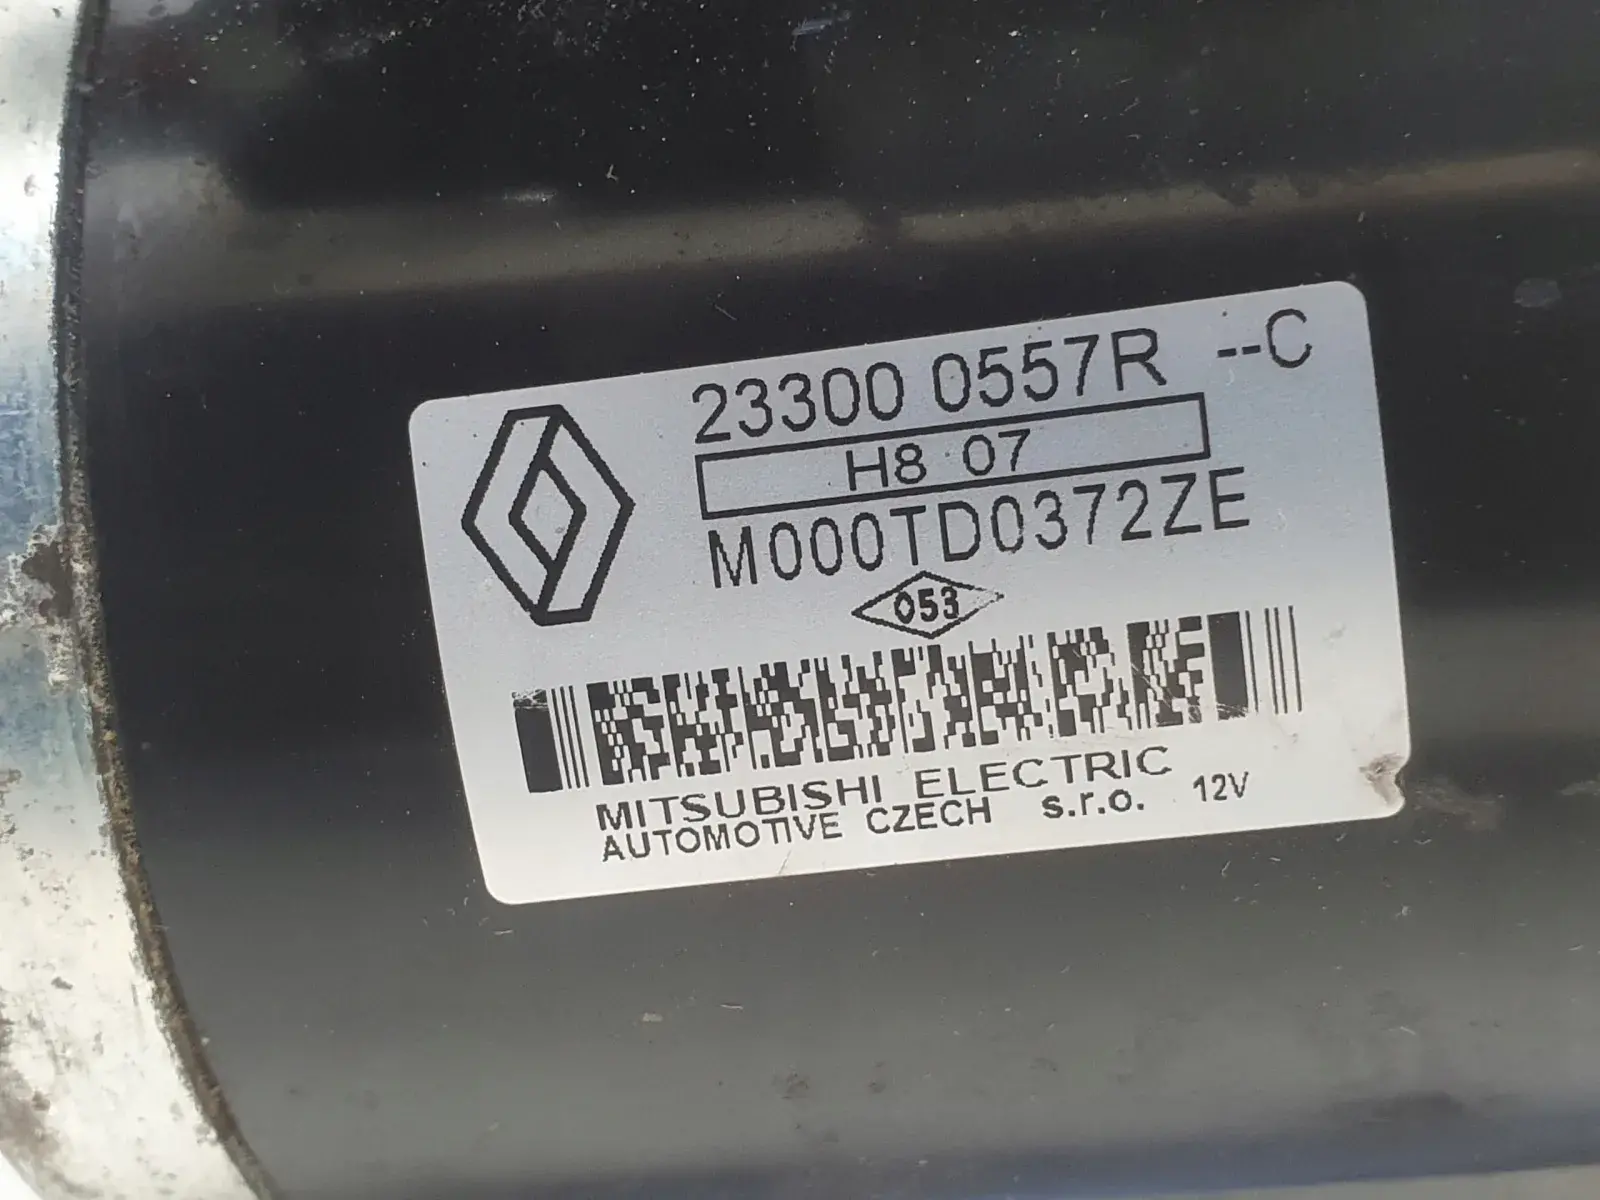 23300 0557R --C
H8 07
M000TD0372ZE
053
MITSUBISHI ELECTRIC
AUTOMOTIVE CZECH s.r.o. 12V